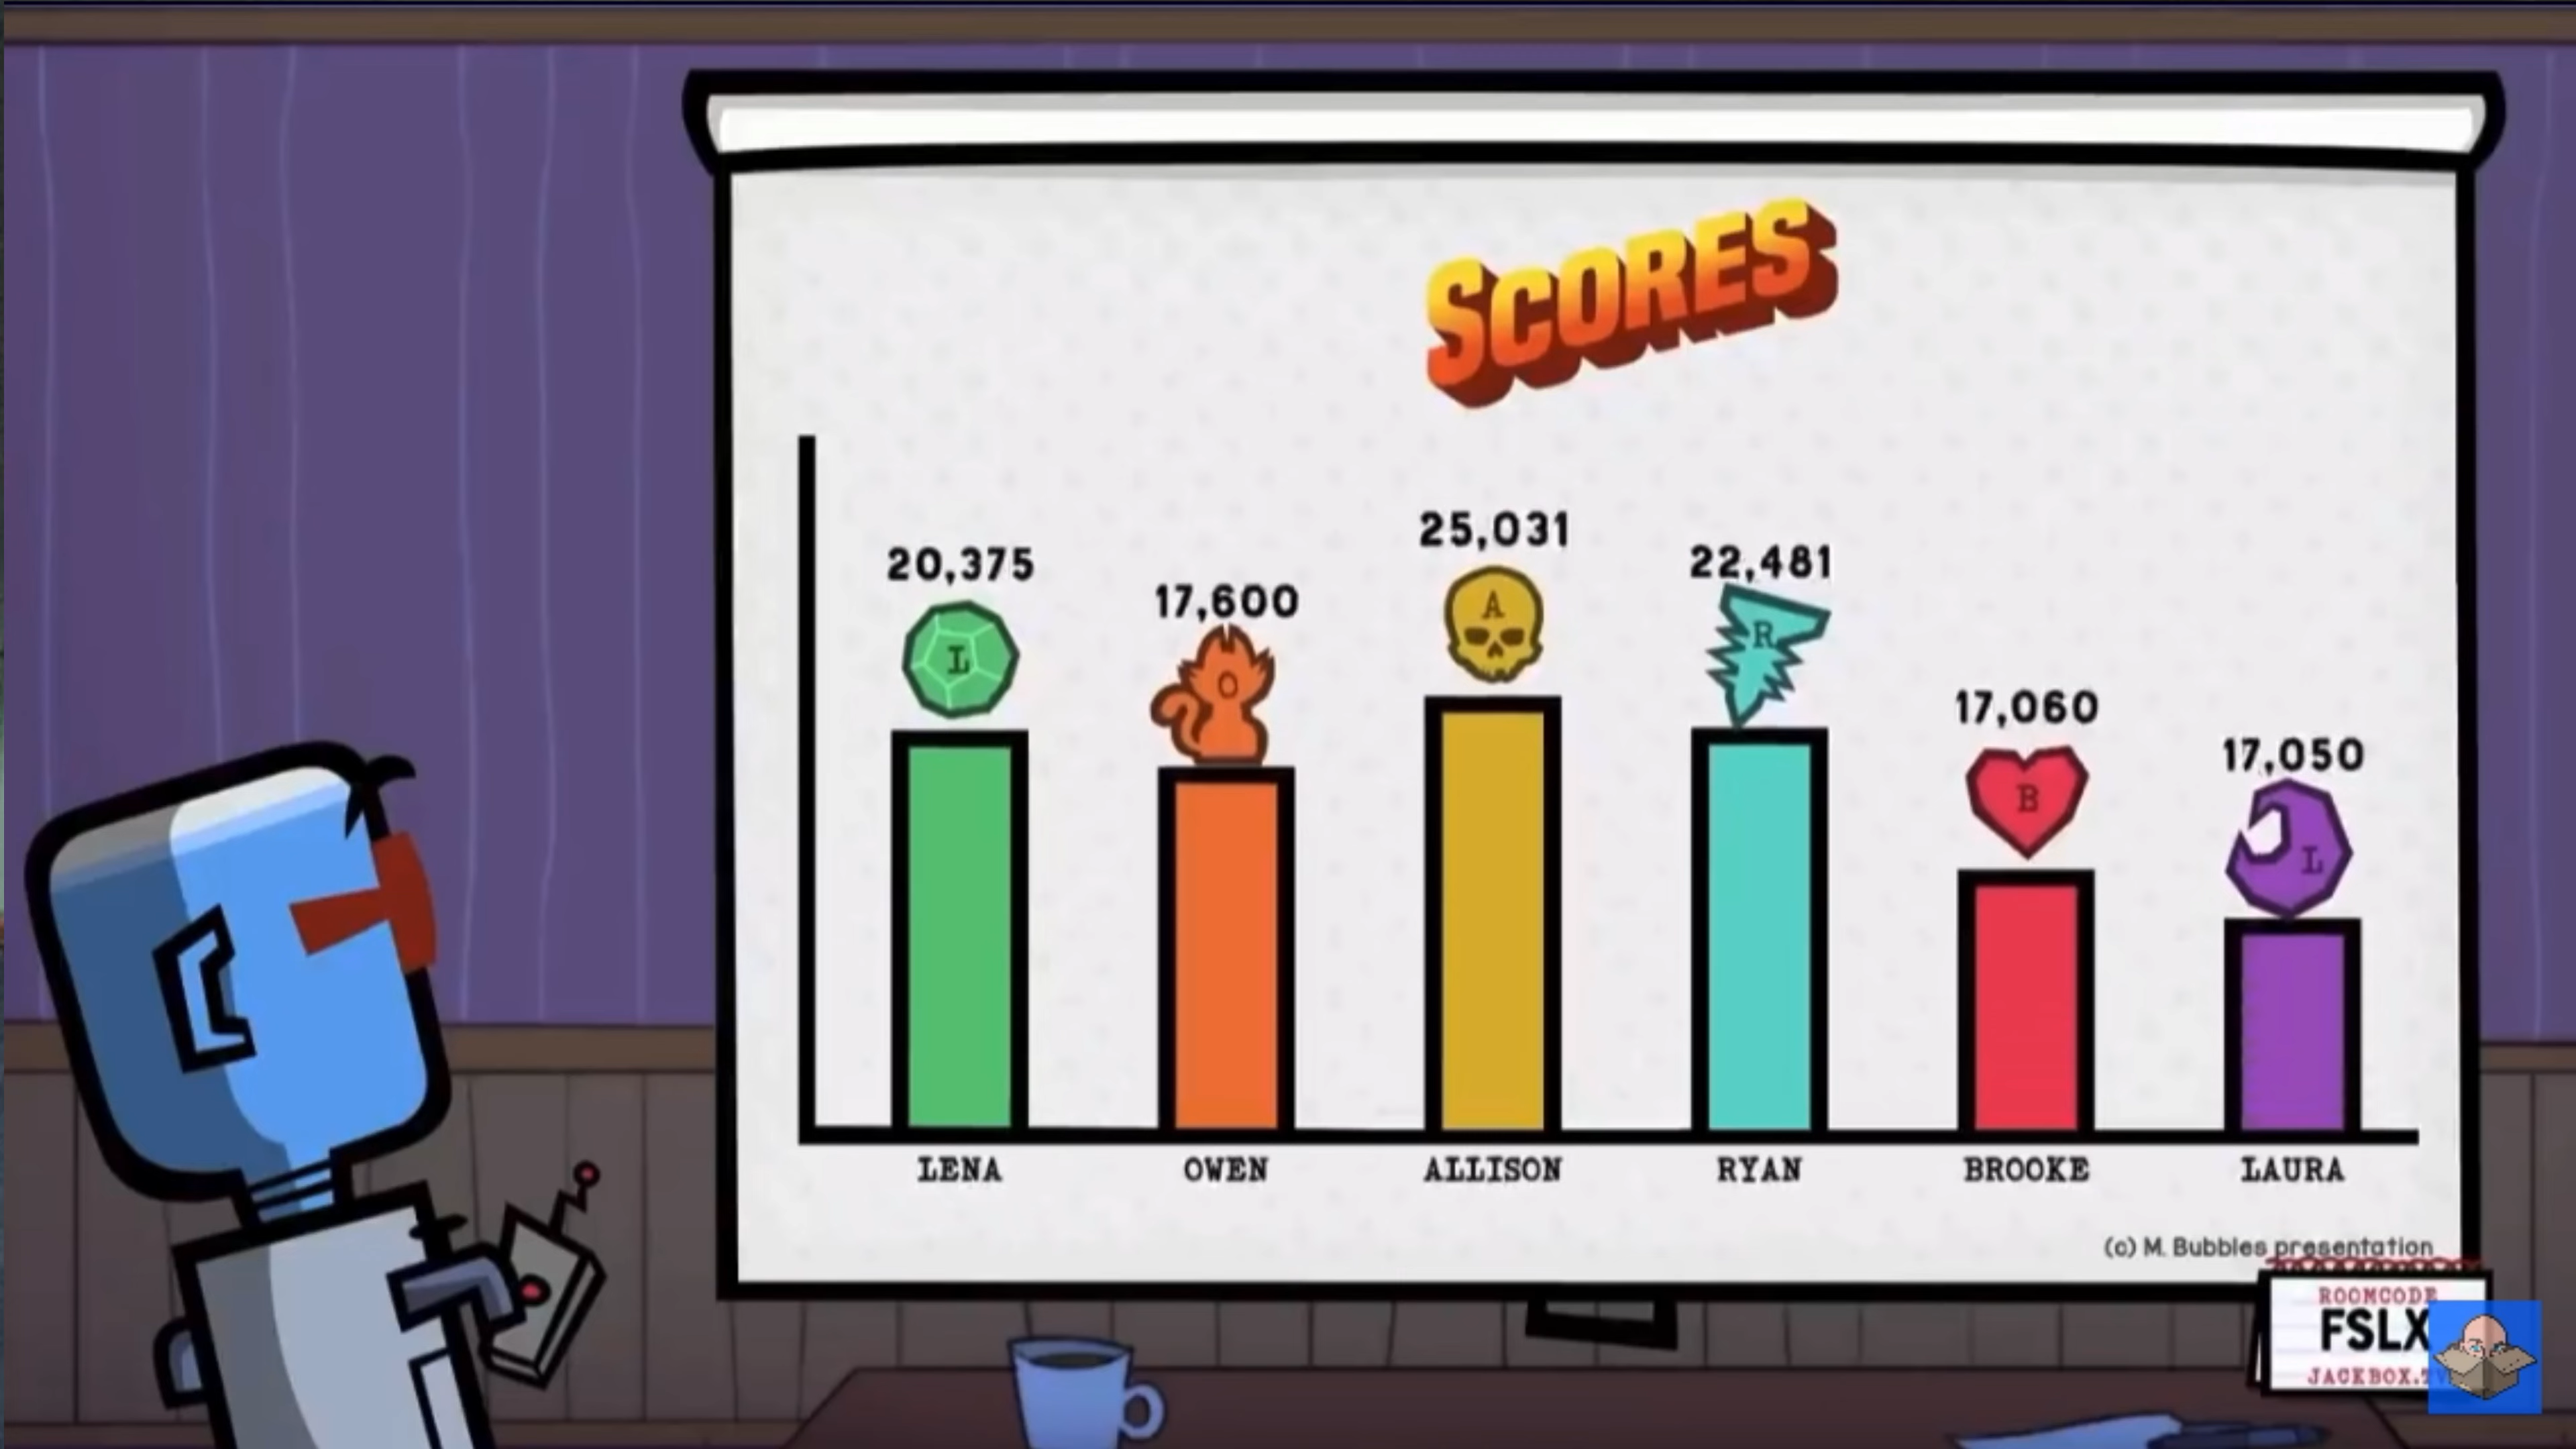 SCORES
25,031
20,375
22,481
17,600
17,060
17,050
L
O
A
R
B
L
LENA
OWEN
ALLISON
RYAN
BROOKE
LAURA
(c) M. Bubbles presentation
ROOMCODE
FSLX
JACKBOX.TV